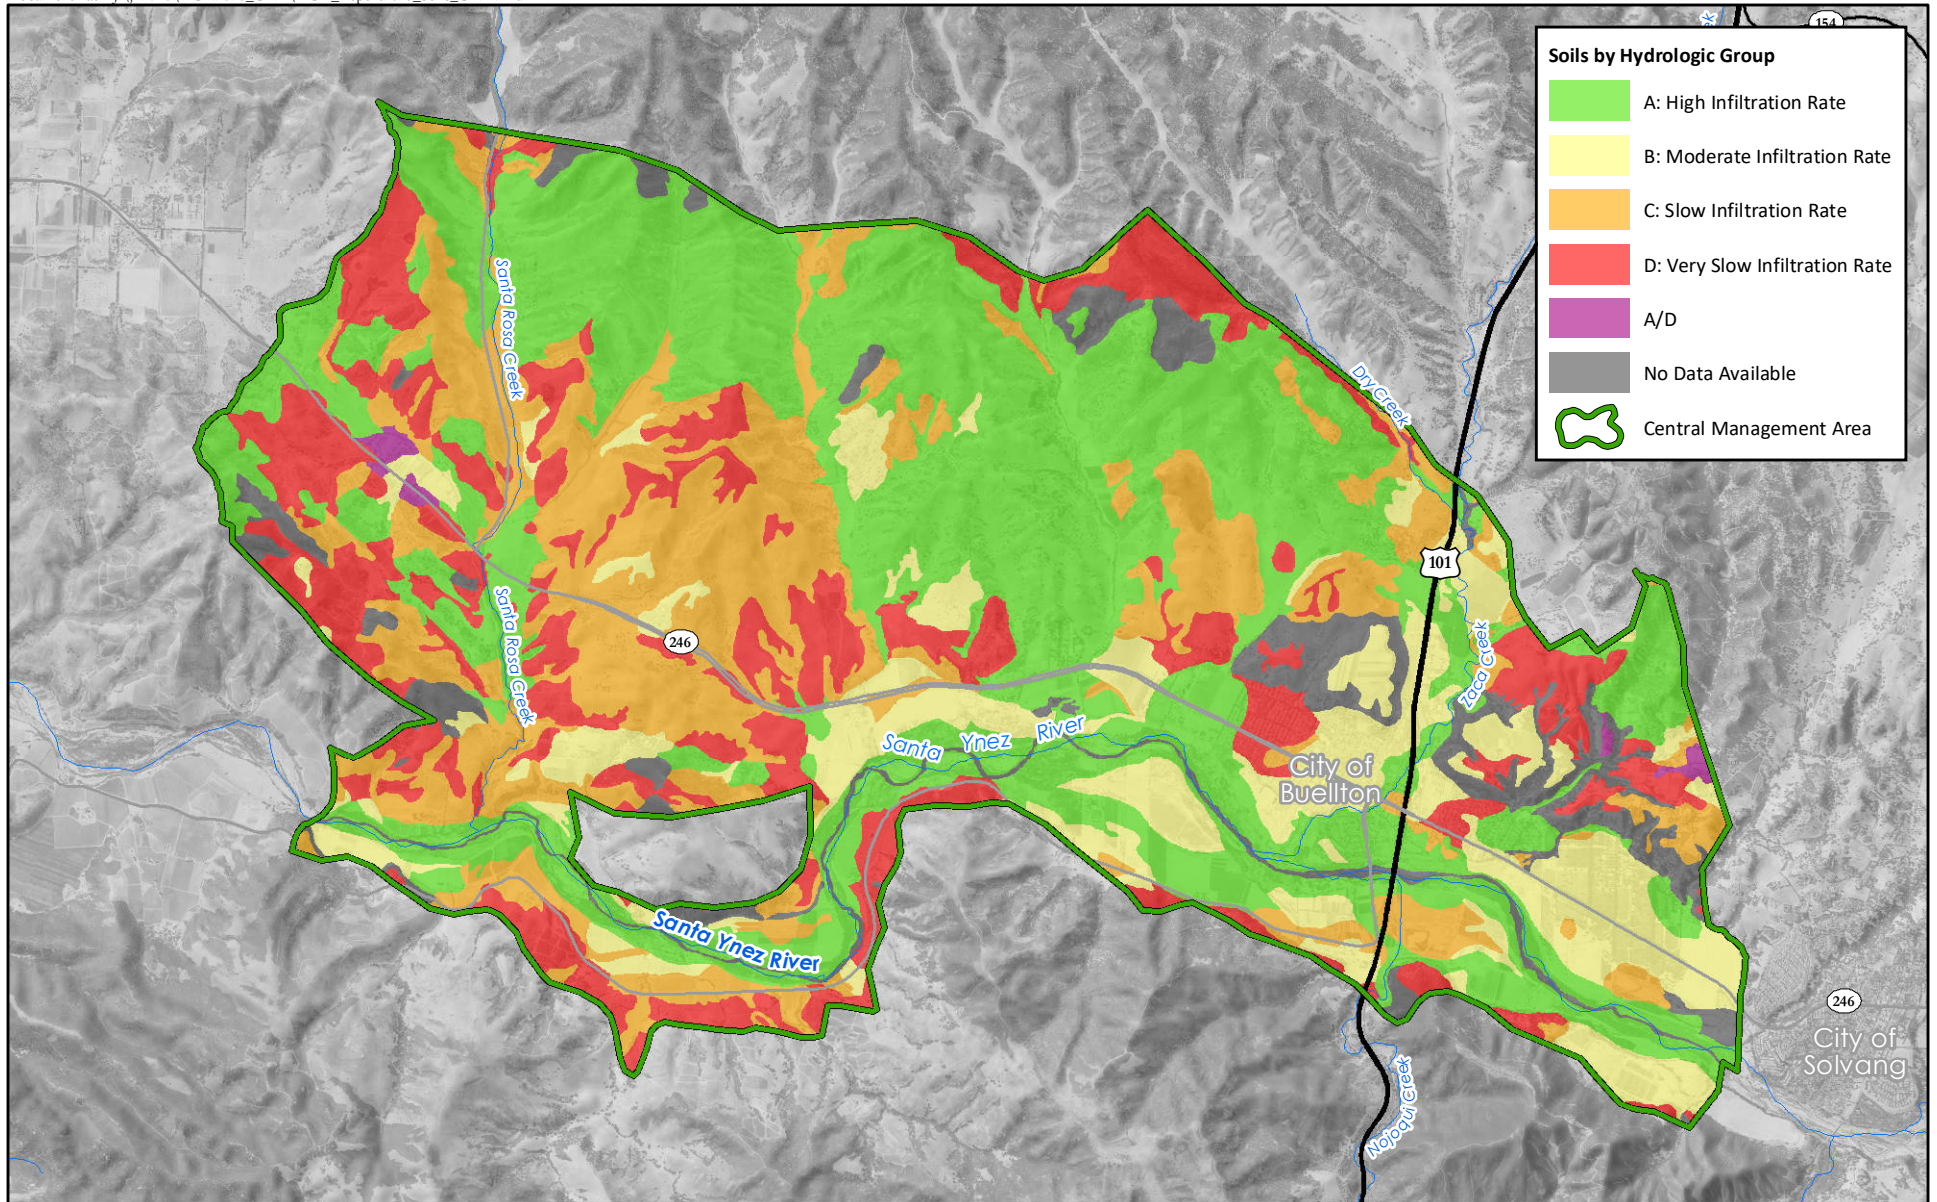 154
Soils by Hydrologic Group
A: High Infiltration Rate
B: Moderate Infiltration Rate
C: Slow Infiltration Rate
D: Very Slow Infiltration Rate
A/D
No Data Available
Central Management Area
Santa Rosa Creek
Dry Creek
101
Santa Rosa Creek
246
Zaca Creek
Santa Ynez River
City of
Buellton
Santa Ynez River
246
City of
Solvang
Nojoqui Creek